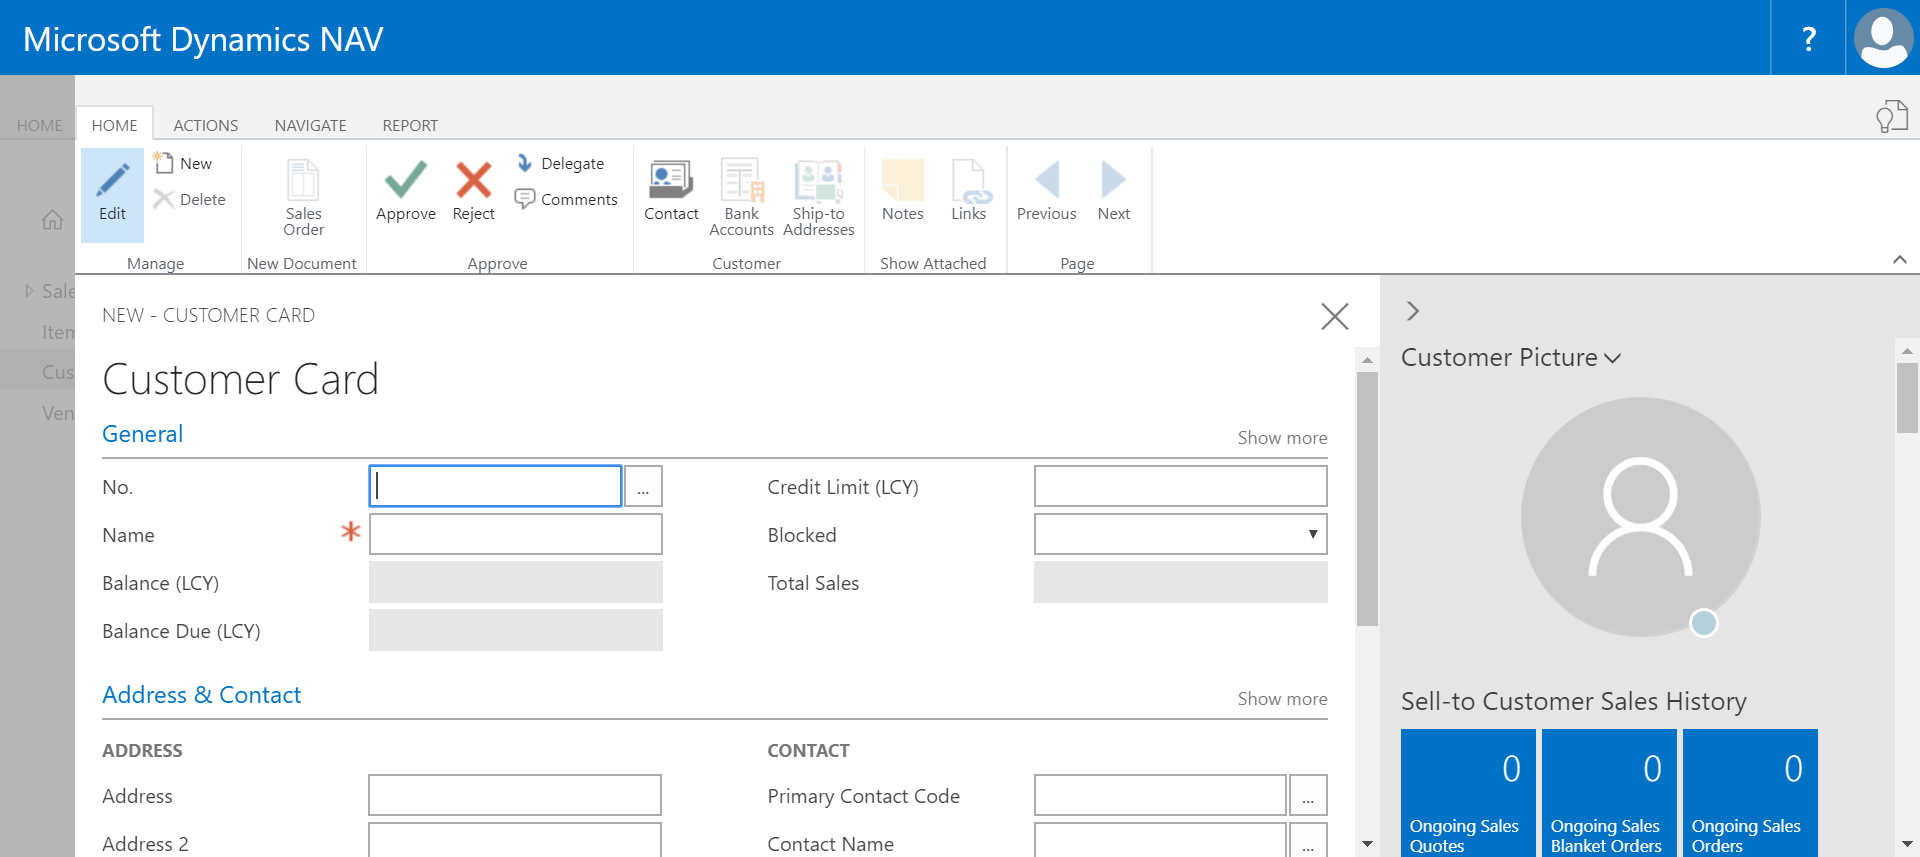 Microsoft Dynamics NAV
?
HOME
HOME
ACTIONS
NAVIGATE
REPORT
Edit
New
Delete
Manage
Sales
Order
New Document
Approve
Reject
Delegate
Comments
Approve
Contact
Bank
Accounts
Ship-to
Addresses
Customer
Notes
Links
Show Attached
Previous
Next
Page
Sale
Item
Cus
Ven
NEW - CUSTOMER CARD
Customer Card
General
Show more
No.
...
Credit Limit (LCY)
Name
*
Blocked
Balance (LCY)
Total Sales
Balance Due (LCY)
Address & Contact
Show more
ADDRESS
CONTACT
Address
Primary Contact Code
...
Address 2
Contact Name
...
Customer Picture
Sell-to Customer Sales History
0
Ongoing Sales
Quotes
0
Ongoing Sales
Blanket Orders
0
Ongoing Sales
Orders